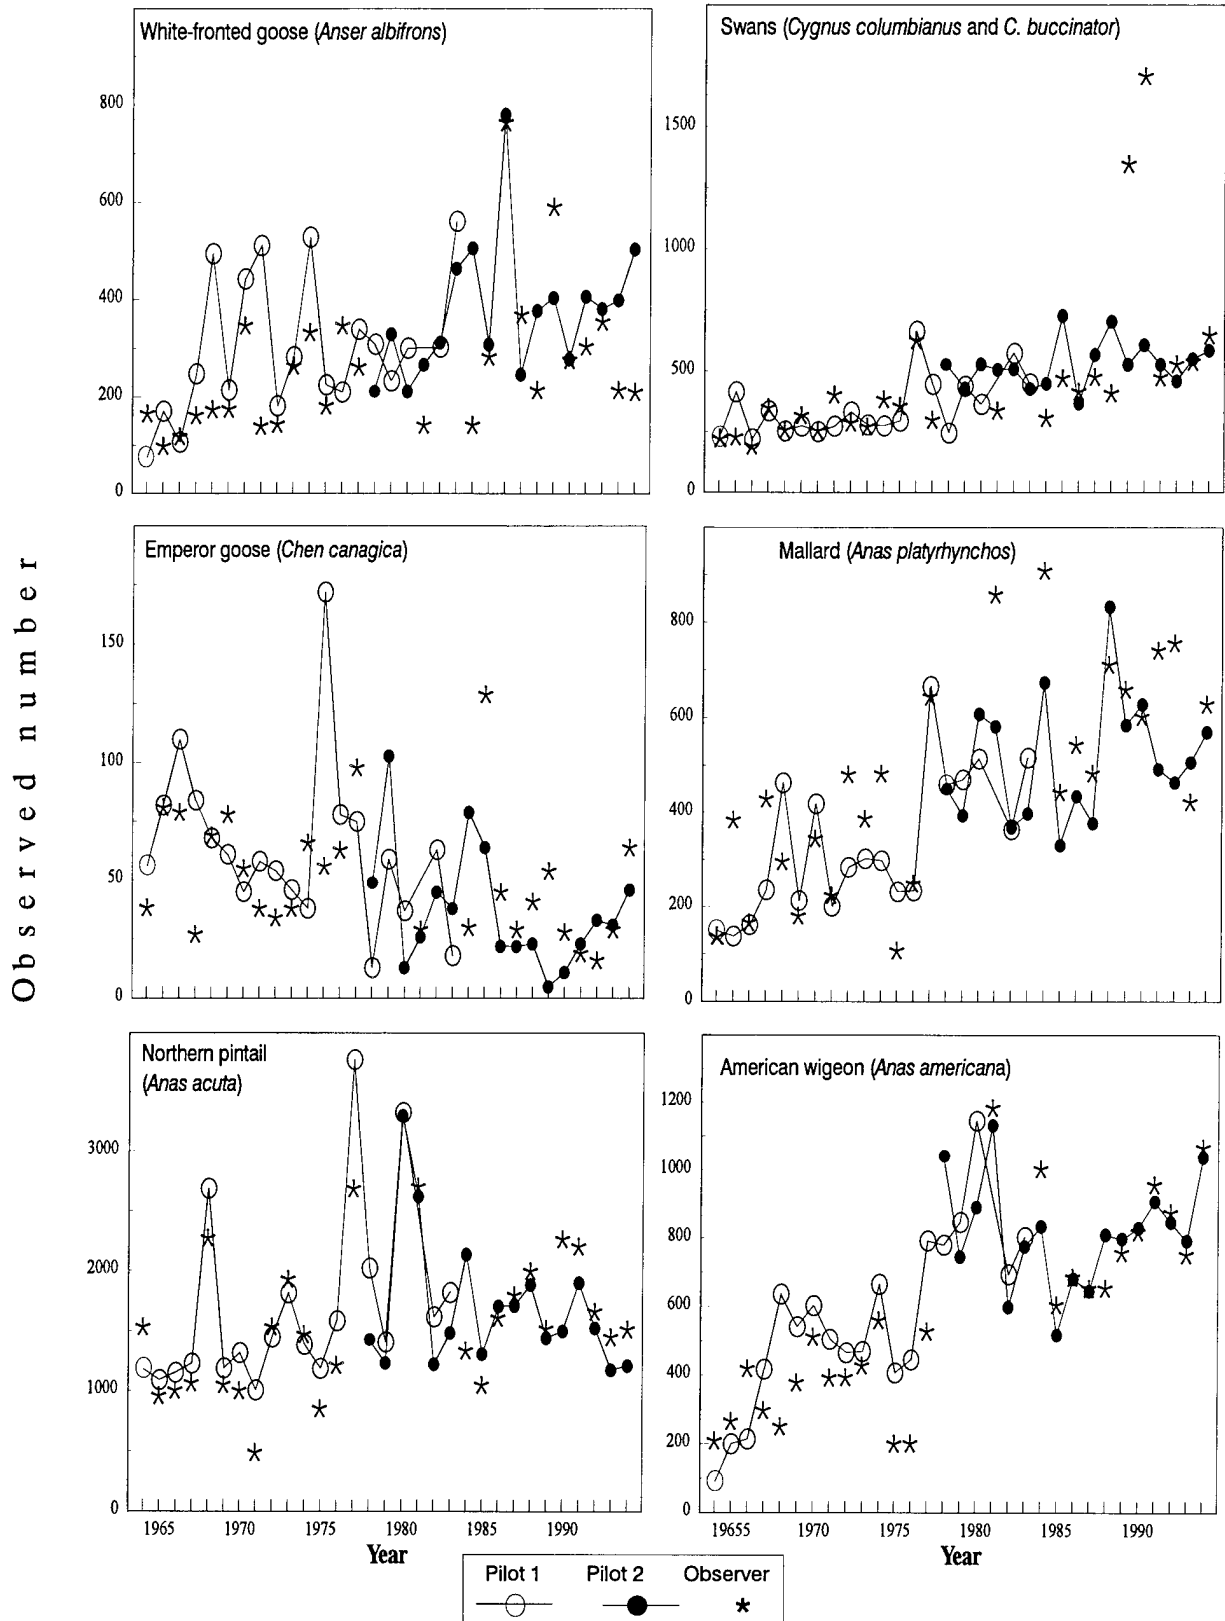 White-fronted goose (Anser albifrons)
800
600
400
200
0
Swans (Cygnus columbianus and C. buccinator)
1500
1000
500
0
Observed number
Emperor goose (Chen canagica)
150
100
50
0
Mallard (Anas platyrhynchos)
800
600
400
200
0
Northern pintail
(Anas acuta)
3000
2000
1000
0
1965 1970 1975 1980 1985 1990
Year
American wigeon (Anas americana)
1200
1000
800
600
400
200
0
19655 1970 1975 1980 1985 1990
Year
Pilot 1 Pilot 2 Observer